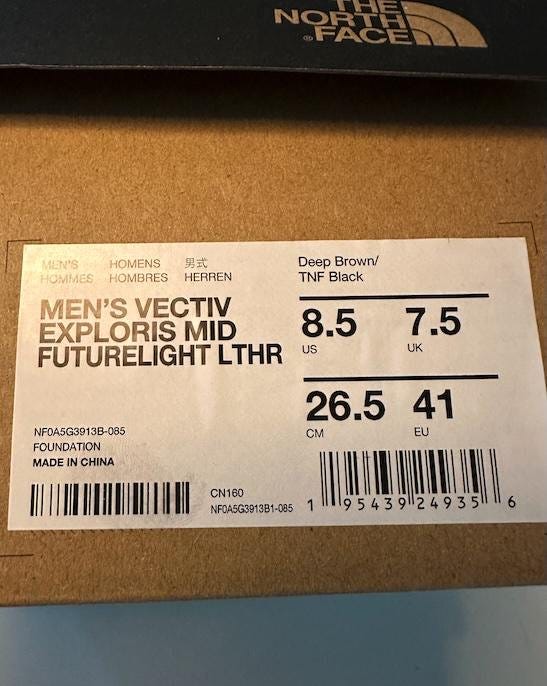 THE
NORTH
®FACE
MEN'S HOMENS 男式
HOMMES HOMBRES HERREN
MEN'S VECTIV
EXPLORIS MID
FUTURELIGHT LTHR
NF0A5G3913B-085
FOUNDATION
MADE IN CHINA
CN160
NF0A5G3913B1-085
Deep Brown/
TNF Black
8.5 7.5
US UK
26.5 41
CM EU
1 95439 24935 6